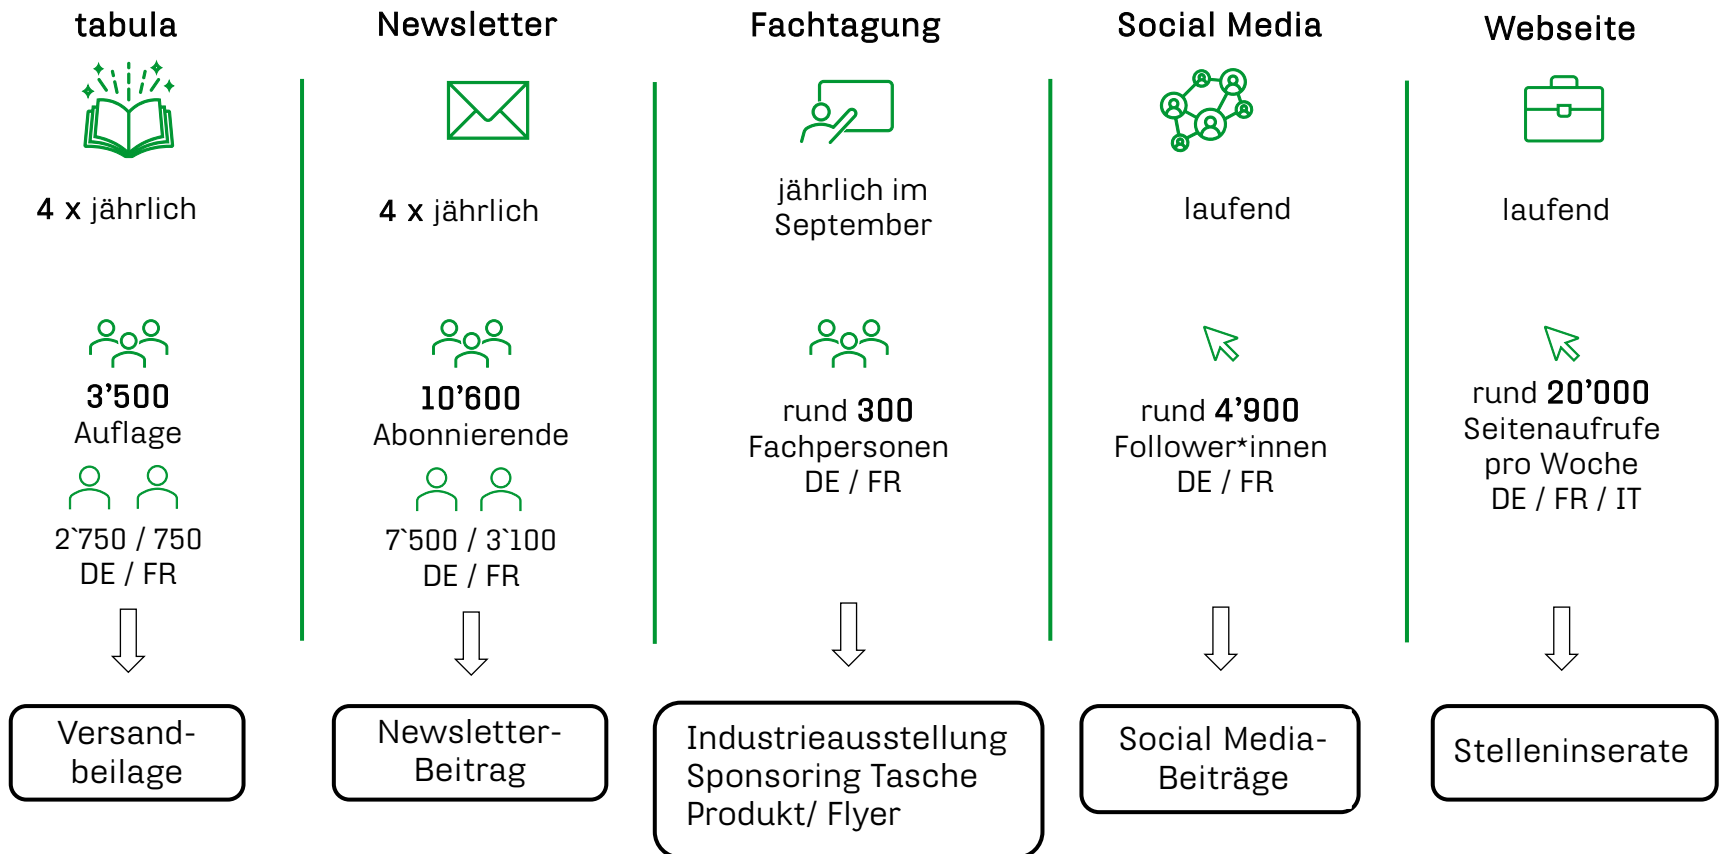 tabula
4 x jährlich
3’500
Auflage
2`750 / 750
DE / FR
Versand-
beilage
Newsletter
4 x jährlich
10’600
Abonnierende
7`500 / 3`100
DE / FR
Newsletter-
Beitrag
Fachtagung
jährlich im
September
rund 300
Fachpersonen
DE / FR
Industrieausstellung
Sponsoring Tasche
Produkt/ Flyer
Social Media
laufend
rund 4’900
Follower*innen
DE / FR
Social Media-
Beiträge
Webseite
laufend
rund 20’000
Seitenaufrufe
pro Woche
DE / FR / IT
Stelleninserate